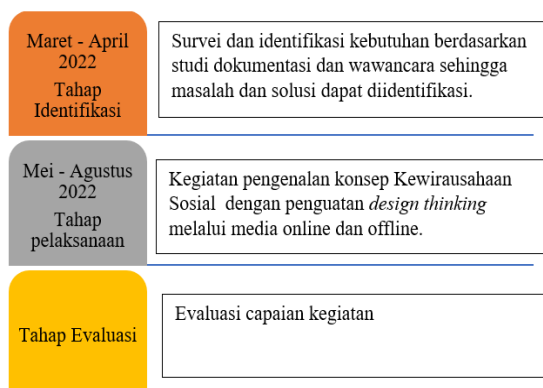 Maret - April
2022
Tahap
Identifikasi
Survei dan identifikasi kebutuhan berdasarkan
studi dokumentasi dan wawancara sehingga
masalah dan solusi dapat diidentifikasi.
Mei - Agustus
2022
Tahap
pelaksanaan
Kegiatan pengenalan konsep Kewirausahaan
Sosial dengan penguatan design thinking
melalui media online dan offline.
Tahap Evaluasi
Evaluasi capaian kegiatan